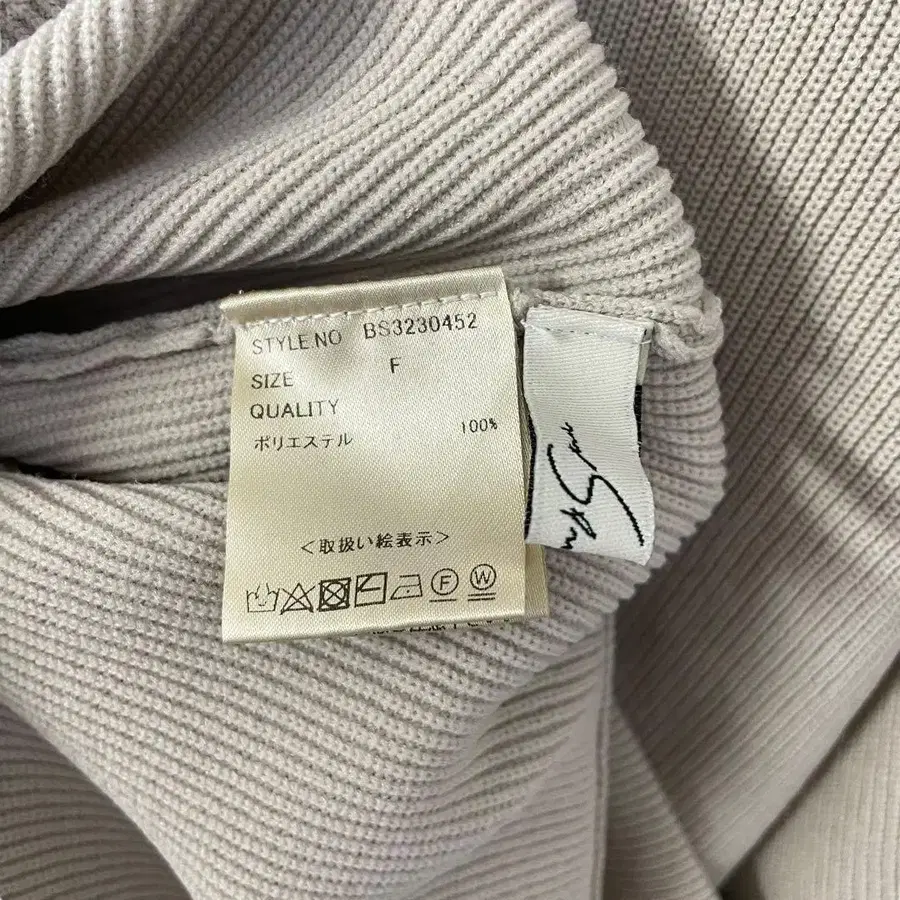 STYLE NO BS3230452
SIZE F
QUALITY
ポリエステル 100%
＜取扱い絵表示＞
F W